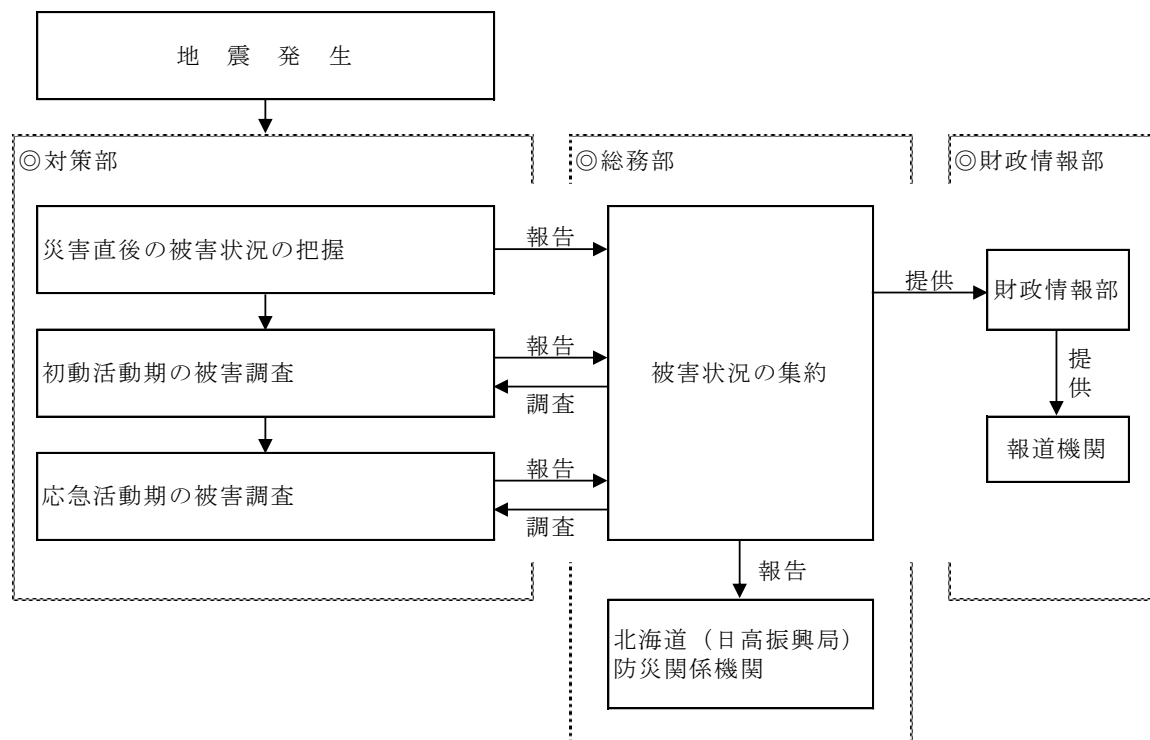 地 震 発 生
◎対策部
◎総務部
◎財政情報部
災害直後の被害状況の把握
報告
提供
財政情報部
初動活動期の被害調査
報告
調査
被害状況の集約
提供
報道機関
応急活動期の被害調査
報告
調査
報告
北海道（日高振興局）
防災関係機関